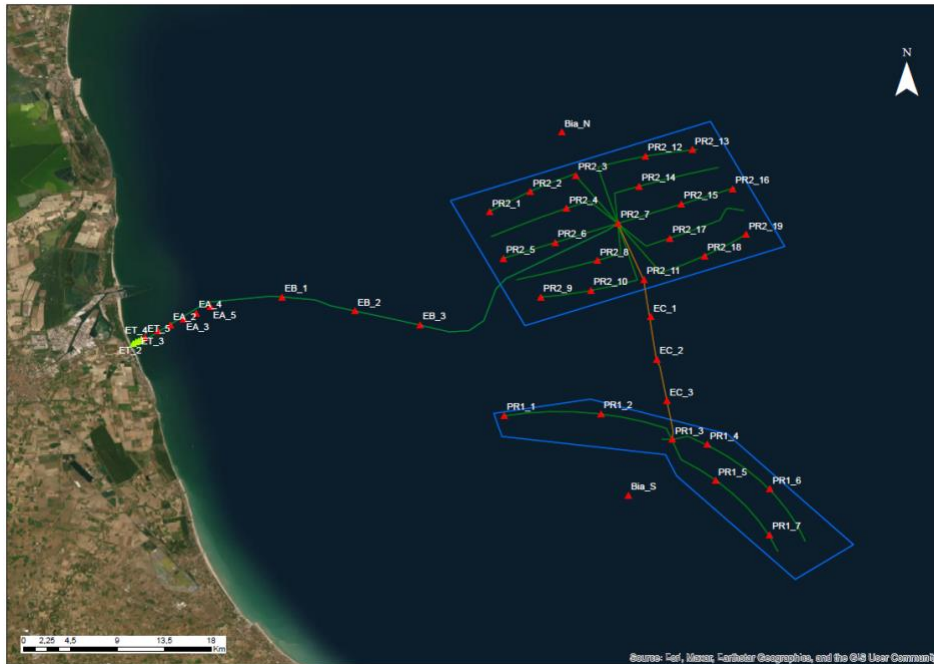 N
Bia_N
PR2_13
PR2_12
PR2_3
PR2_14
PR2_2
PR2_16
PR2_15
PR2_1
PR2_4
PR2_7
PR2_19
PR2_17
PR2_6
PR2_5
PR2_18
PR2_8
PR2_11
PR2_10
PR2_9
EB_1
EA_4
EB_2
EC_1
EA_5
EA_2
EB_3
EA_3
ET_4
ET_5
ET_3
ET_2
EC_2
EC_3
PR1_1
PR1_2
PR1_3
PR1_4
PR1_5
PR1_6
Bia_S
PR1_7
0 2,25 4,5 9 13,5 18
Km
Source: Esri, Maxar, Earthstar Geographics, and the GIS User Communit